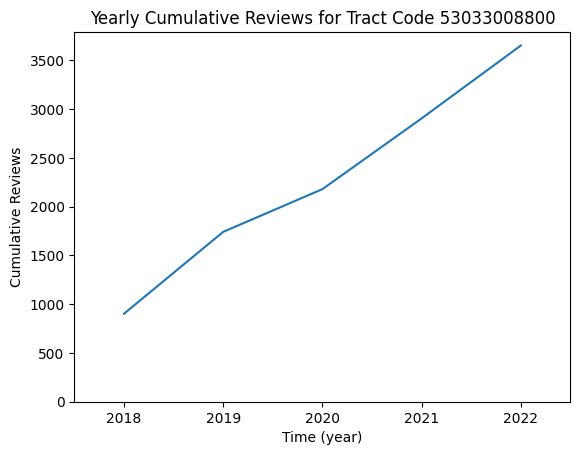 Yearly Cumulative Reviews for Tract Code 53033008800
3500
3000
2500
2000
1500
1000
500
0
Cumulative Reviews
2018 2019 2020 2021 2022
Time (year)